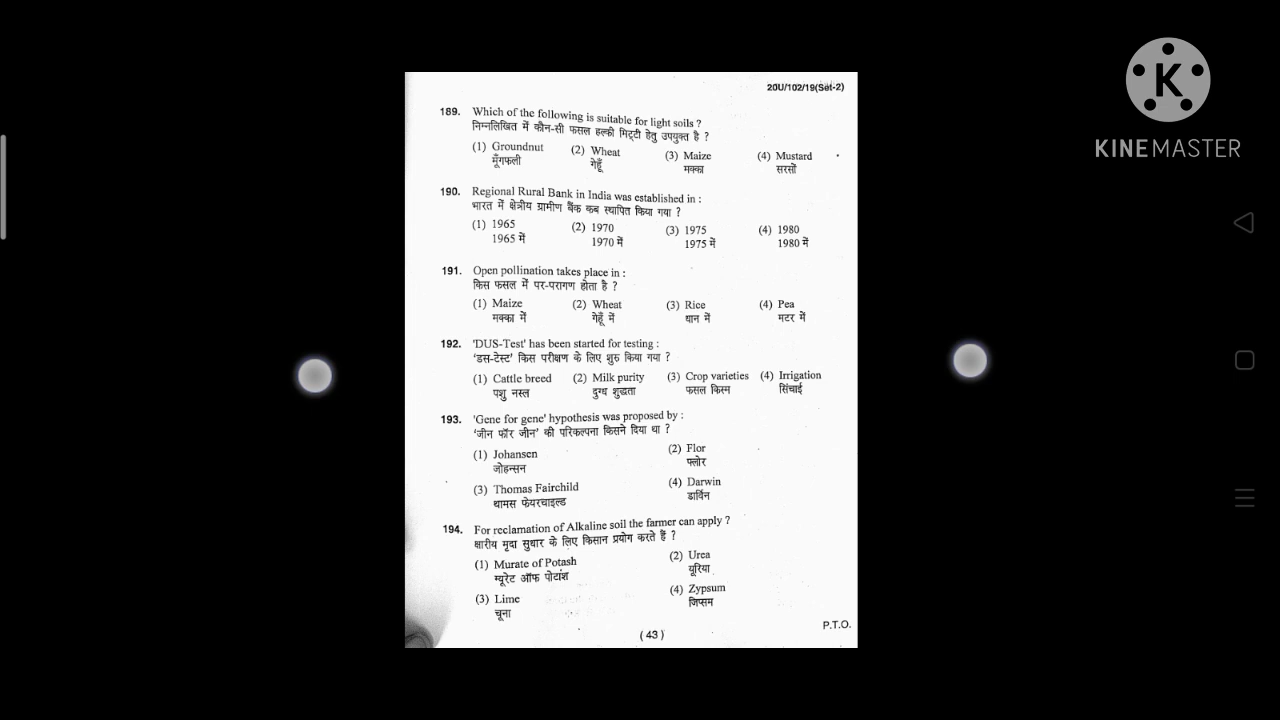 K
KINEMASTER
20U/102/19(Set-2)
189. Which of the following is suitable for light soils ?
निम्नलिखित में कौन-सी फसल हल्की मिट्टी हेतु उपयुक्त है ?
(1) Groundnut (2) Wheat (3) Maize (4) Mustard
मूँगफली गेहूँ मक्का सरसों
190. Regional Rural Bank in India was established in :
भारत में क्षेत्रीय ग्रामीण बैंक कब स्थापित किया गया ?
(1) 1965 (2) 1970 (3) 1975 (4) 1980
1965 में 1970 में 1975 में 1980 में
191. Open pollination takes place in :
किस फसल में पर-परागण होता है ?
(1) Maize (2) Wheat (3) Rice (4) Pea
मक्का में गेहूँ में धान में मटर में
192. 'DUS-Test' has been started for testing :
'डस-टेस्ट' किस परीक्षण के लिए शुरु किया गया ?
(1) Cattle breed (2) Milk purity (3) Crop varieties (4) Irrigation
पशु नस्ल दुग्ध शुद्धता फसल किस्म सिंचाई
193. 'Gene for gene' hypothesis was proposed by :
'जीन फॉर जीन' की परिकल्पना किसने दिया था ?
(1) Johansen (2) Flor
जोहन्सन फ्लोर
(3) Thomas Fairchild (4) Darwin
थामस फेयरचाइल्ड डार्विन
194. For reclamation of Alkaline soil the farmer can apply ?
क्षारीय मृदा सुधार के लिए किसान प्रयोग करते हैं ?
(1) Murate of Potash (2) Urea
म्यूरेट ऑफ पोटाश यूरिया
(3) Lime (4) Zypsum
चूना जिप्सम
( 43 )
P.T.O.